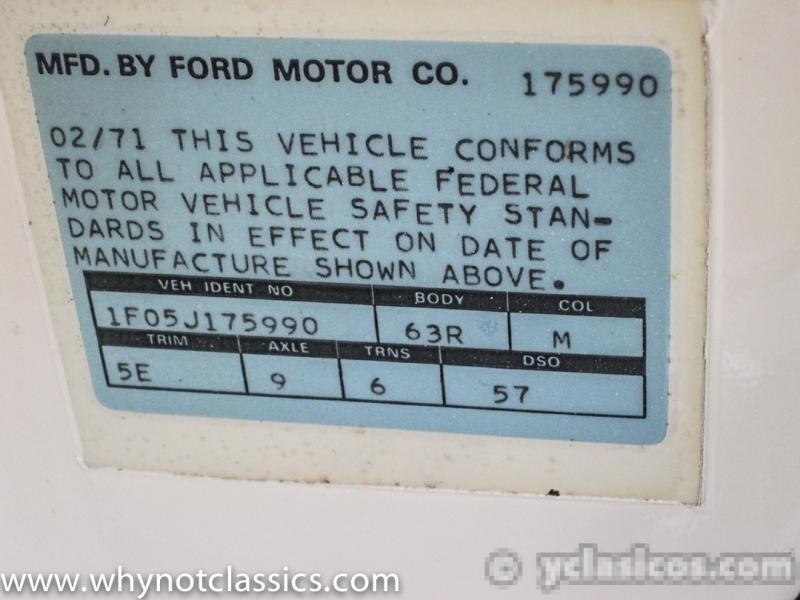 MFD. BY FORD MOTOR CO. 175990
02/71 THIS VEHICLE CONFORMS
TO ALL APPLICABLE FEDERAL
MOTOR VEHICLE SAFETY STAN-
DARDS IN EFFECT ON DATE OF
MANUFACTURE SHOWN ABOVE.
VEH IDENT NO BODY COL
1F05J175990 63R M
TRIM AXLE TRNS DSO
5E 9 6 57
www.whynotclassics.com
© yclasicos.com